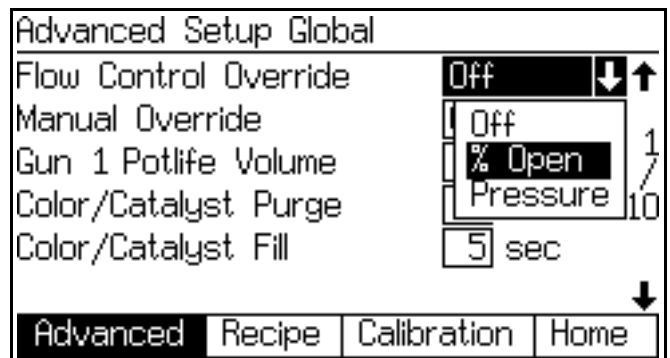 Advanced Setup Global
Flow Control Override Off
Manual Override Off
Gun 1 Potlife Volume % Open 1 /
Color/Catalyst Purge Pressure 10
Color/Catalyst Fill 5 sec
Advanced Recipe Calibration Home